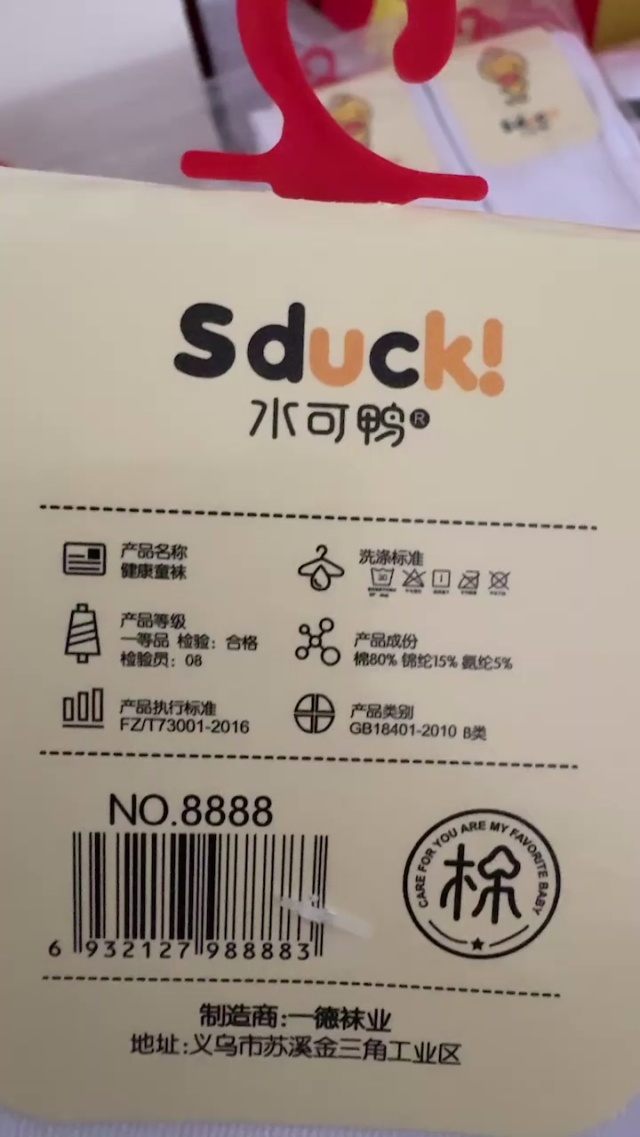 Sduck!
水可鸭®
产品名称
健康童袜
洗涤标准
30
产品等级
一等品 检验：合格
检验员：08
产品成份
棉80% 锦纶15% 氨纶5%
产品执行标准
FZ/T73001-2016
产品类别
GB18401-2010 B类
NO.8888
6 932127 988883
CARE FOR YOU ARE MY FAVORITE BABY
棉
制造商:一德袜业
地址:义乌市苏溪金三角工业区